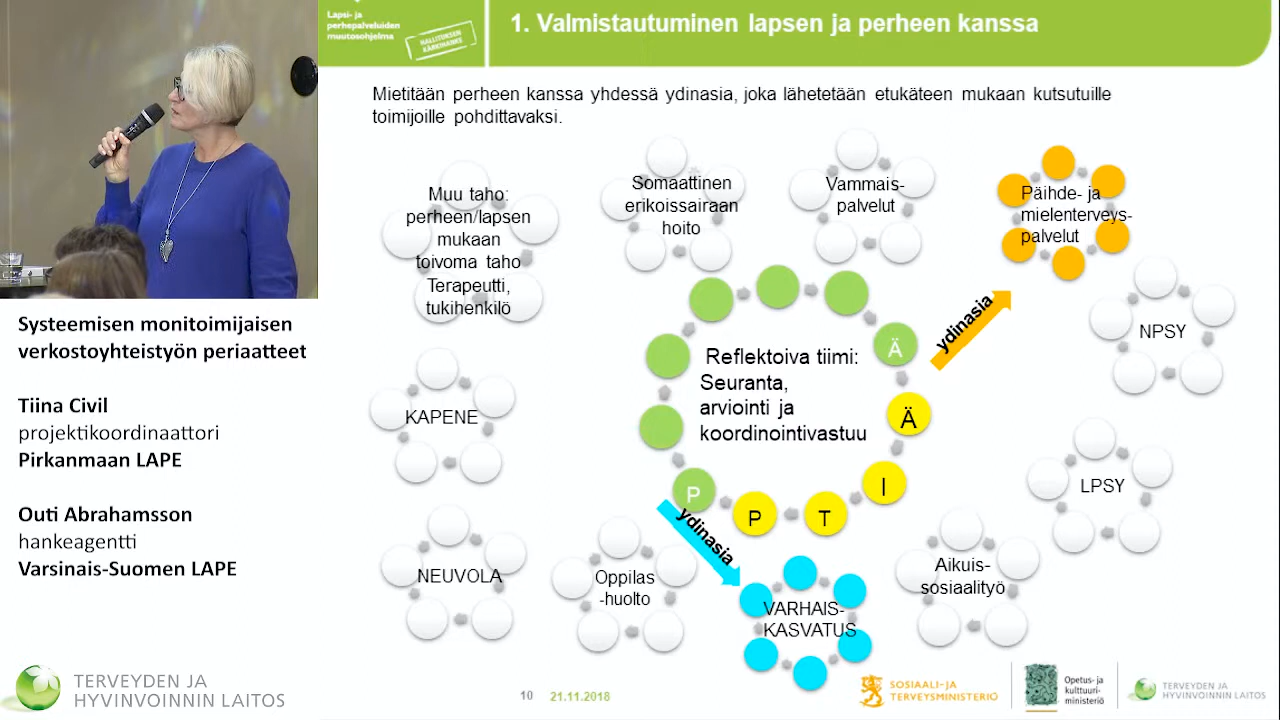 Lapsi- ja
perhepalveluiden
muutosohjelma
HALLITUKSEN
KÄRKIHANKE
1. Valmistautuminen lapsen ja perheen kanssa
Mietitään perheen kanssa yhdessä ydinasia, joka lähetetään etukäteen mukaan kutsutuille
toimijoille pohdittavaksi.
Muu taho:
perheen/lapsen
mukaan
toivoma taho
Terapeutti,
tukihenkilö
Somaattinen
erikoissairaan
hoito
Vammais-
palvelut
Päihde- ja
mielenterveys-
palvelut
NPSY
ydinasia
Reflektoiva tiimi:
Seuranta,
arviointi ja
koordinointivastuu
Ä
Ä
I
T
P
P
KAPENE
LPSY
NEUVOLA
Oppilas
-huolto
ydinasia
VARHAIS-
KASVATUS
Aikuis-
sosiaalityö
Systeemisen monitoimijaisen
verkostoyhteistyön periaatteet
Tiina Civil
projektikoordinaattori
Pirkanmaan LAPE
Outi Abrahamsson
hankeagentti
Varsinais-Suomen LAPE
TERVEYDEN JA
HYVINVOINNIN LAITOS
10 21.11.2018
SOSIAALI- JA
TERVEYSMINISTERIÖ
Opetus- ja
kulttuuri-
ministeriö
TERVEYDEN JA
HYVINVOINNIN LAITOS